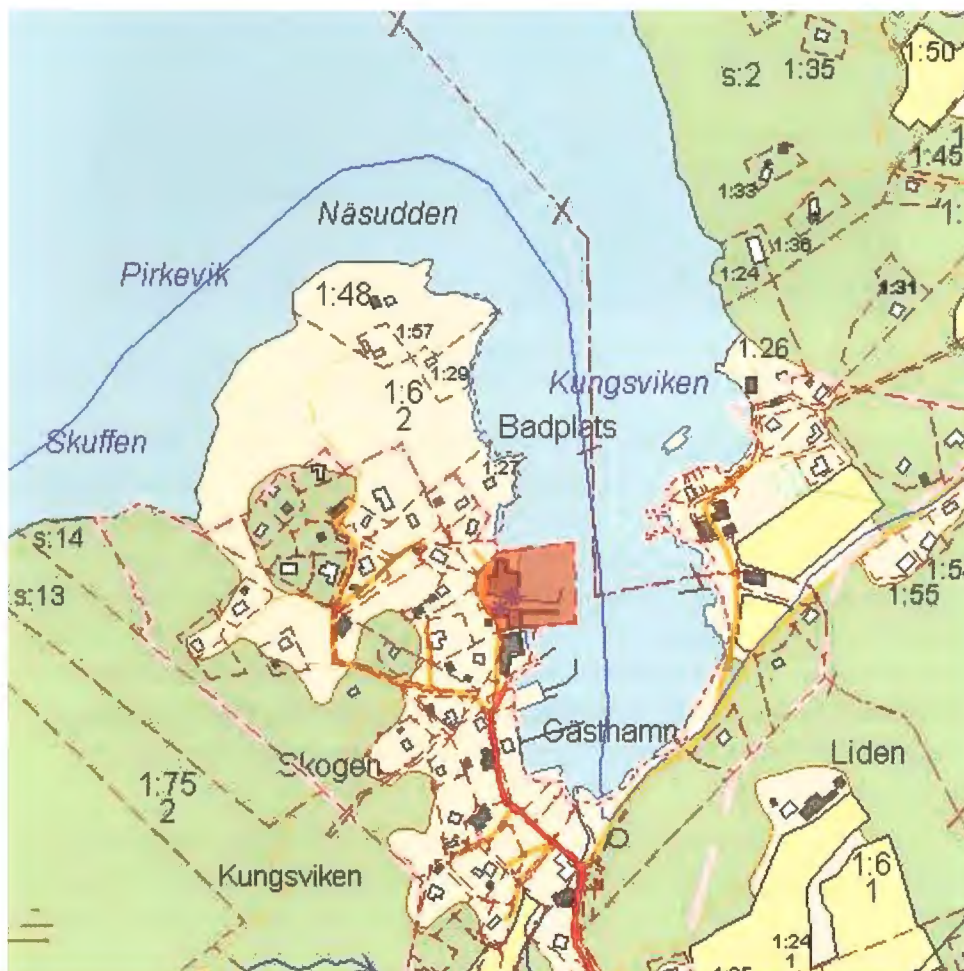 1:50
s:2 1:35
1:45
1:33
1:36
1:24
1:31
Näsudden
Pirkevik
1:48
1:57
1:29
1:26
1:6
2
Kungsviken
Badplats
Skuffen
1:27
s:14
s:13
1:55
Gästhamn
Skogen
Liden
1:75
2
P
Kungsviken
1:6
1
1:24
1